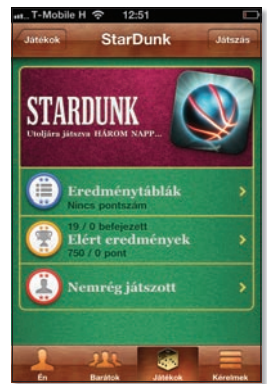 T-Mobile H 12:51
Játékok StarDunk Játszás
STARDUNK
Utoljára játszva HÁROM NAPP...
Eredménytáblák
Nincs pontszám
19 / 0 befejezett
Elért eredmények
750 / 0 pont
Nemrég játszott
Én Barátok Játékok Kérelmek